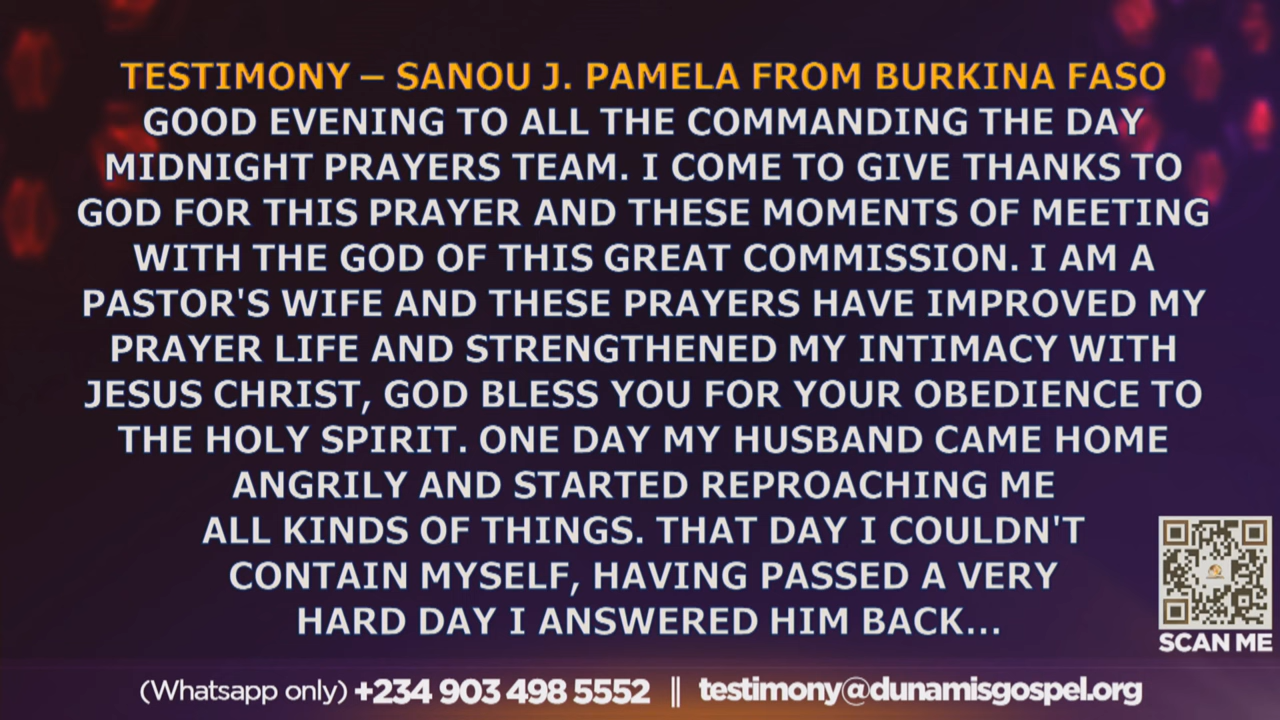 TESTIMONY – SANOU J. PAMELA FROM BURKINA FASO
GOOD EVENING TO ALL THE COMMANDING THE DAY
MIDNIGHT PRAYERS TEAM. I COME TO GIVE THANKS TO
GOD FOR THIS PRAYER AND THESE MOMENTS OF MEETING
WITH THE GOD OF THIS GREAT COMMISSION. I AM A
PASTOR'S WIFE AND THESE PRAYERS HAVE IMPROVED MY
PRAYER LIFE AND STRENGTHENED MY INTIMACY WITH
JESUS CHRIST, GOD BLESS YOU FOR YOUR OBEDIENCE TO
THE HOLY SPIRIT. ONE DAY MY HUSBAND CAME HOME
ANGRILY AND STARTED REPROACHING ME
ALL KINDS OF THINGS. THAT DAY I COULDN'T
CONTAIN MYSELF, HAVING PASSED A VERY
HARD DAY I ANSWERED HIM BACK...
SCAN ME
(Whatsapp only) +234 903 498 5552 || testimony@dunamisgospel.org